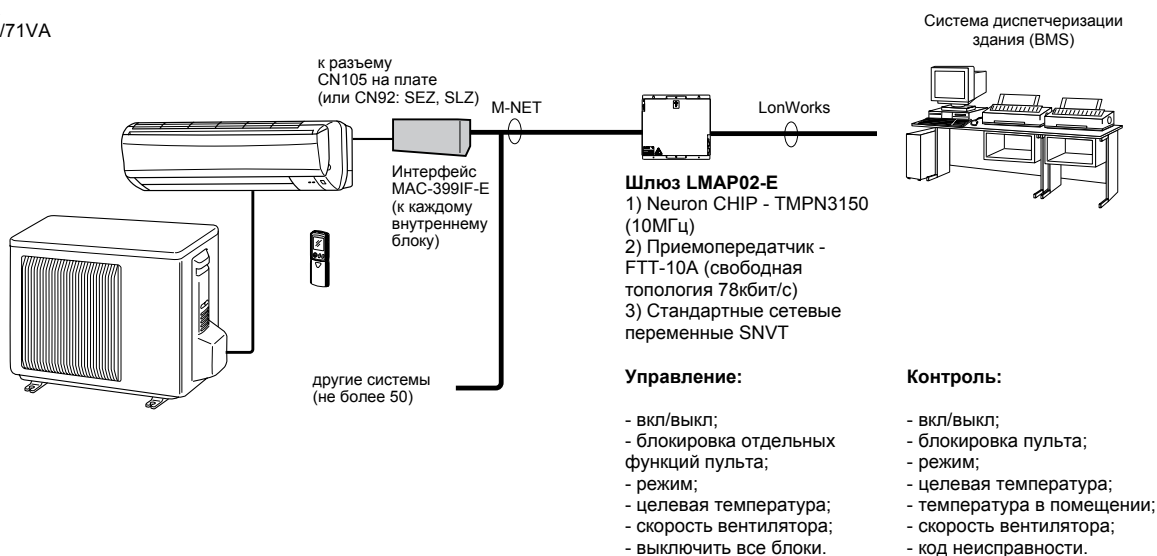 /71VA
Система диспетчеризации
здания (BMS)
к разъему
CN105 на плате
(или CN92: SEZ, SLZ)
M-NET
LonWorks
Интерфейс
MAC-399IF-E
(к каждому
внутреннему
блоку)
другие системы
(не более 50)
Шлюз LMAP02-E
1) Neuron CHIP - TMPN3150
(10МГц)
2) Приемопередатчик -
FTT-10A (свободная
топология 78кбит/с)
3) Стандартные сетевые
переменные SNVT
Управление:
- вкл/выкл;
- блокировка отдельных
функций пульта;
- режим;
- целевая температура;
- скорость вентилятора;
- выключить все блоки.
Контроль:
- вкл/выкл;
- блокировка пульта;
- режим;
- целевая температура;
- температура в помещении;
- скорость вентилятора;
- код неисправности.